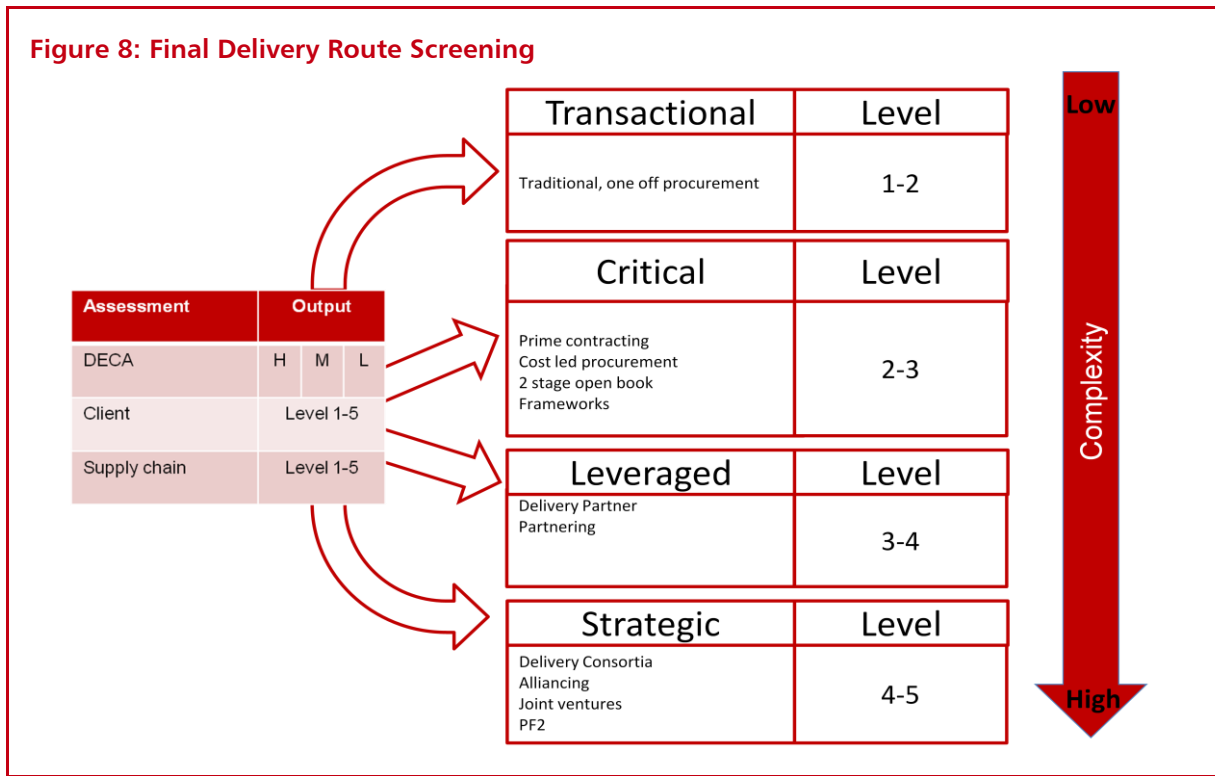 Figure 8: Final Delivery Route Screening
Assessment Output
DECA H M L
Client Level 1-5
Supply chain Level 1-5
Transactional Level
Traditional, one off procurement 1-2
Critical Level
Prime contracting
Cost led procurement
2 stage open book
Frameworks
2-3
Leveraged Level
Delivery Partner
Partnering
3-4
Strategic Level
Delivery Consortia
Alliancing
Joint ventures
PF2
4-5
Low
Complexity
High